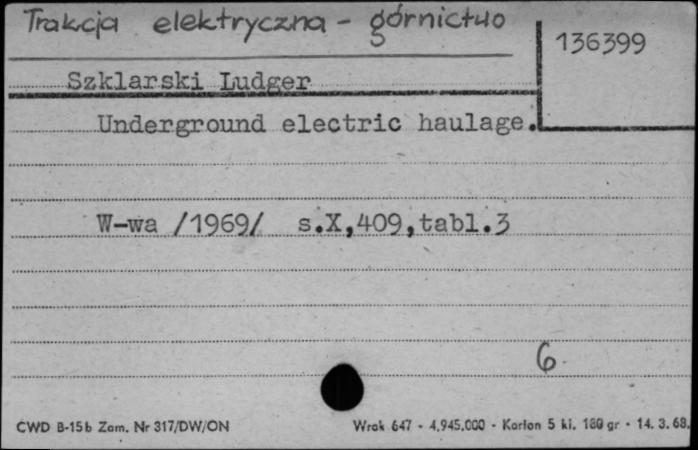 Trakcja elektryczna - górnictwo
136399
Szklarski Ludger
Underground electric haulage.
W-wa /1969/ s.X,409,tabl.3
6
CWD B-15b Zam. Nr 317/DW/ON
Wrak 647 - 4.945.000 - Karton 5 kl. 180 gr - 14. 3. 68.